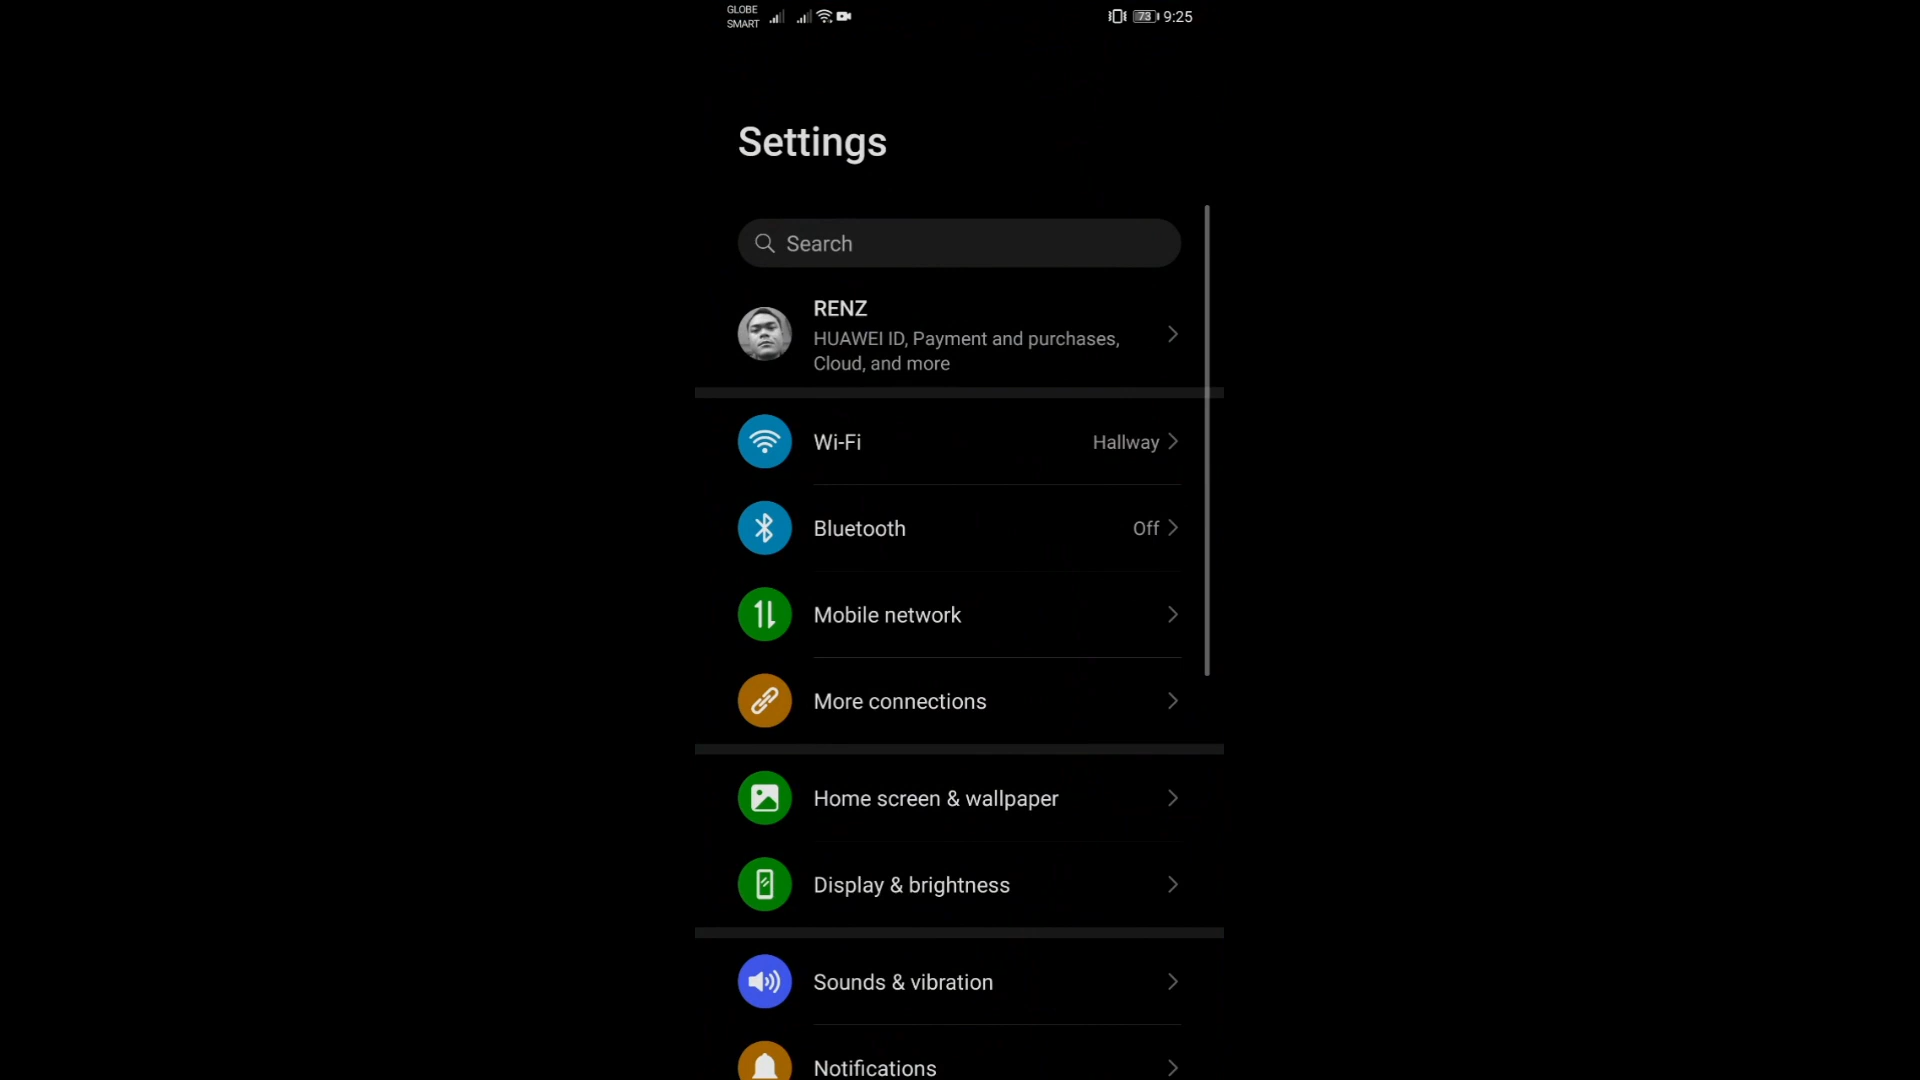 GLOBE
SMART
73 9:25
Settings
Search
RENZ
HUAWEI ID, Payment and purchases,
Cloud, and more
Wi-Fi Hallway
Bluetooth Off
Mobile network
More connections
Home screen & wallpaper
Display & brightness
Sounds & vibration
Notifications